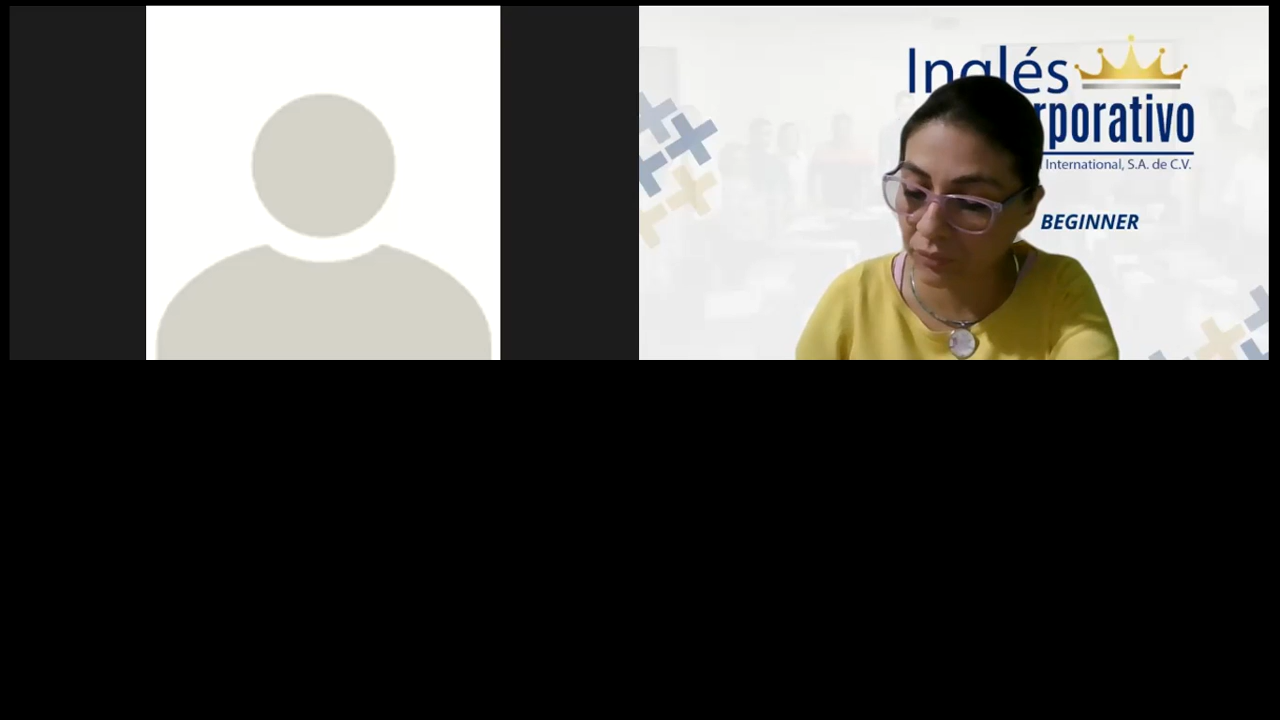 Inglés
rporativo
International, S.A. de C.V.
BEGINNER